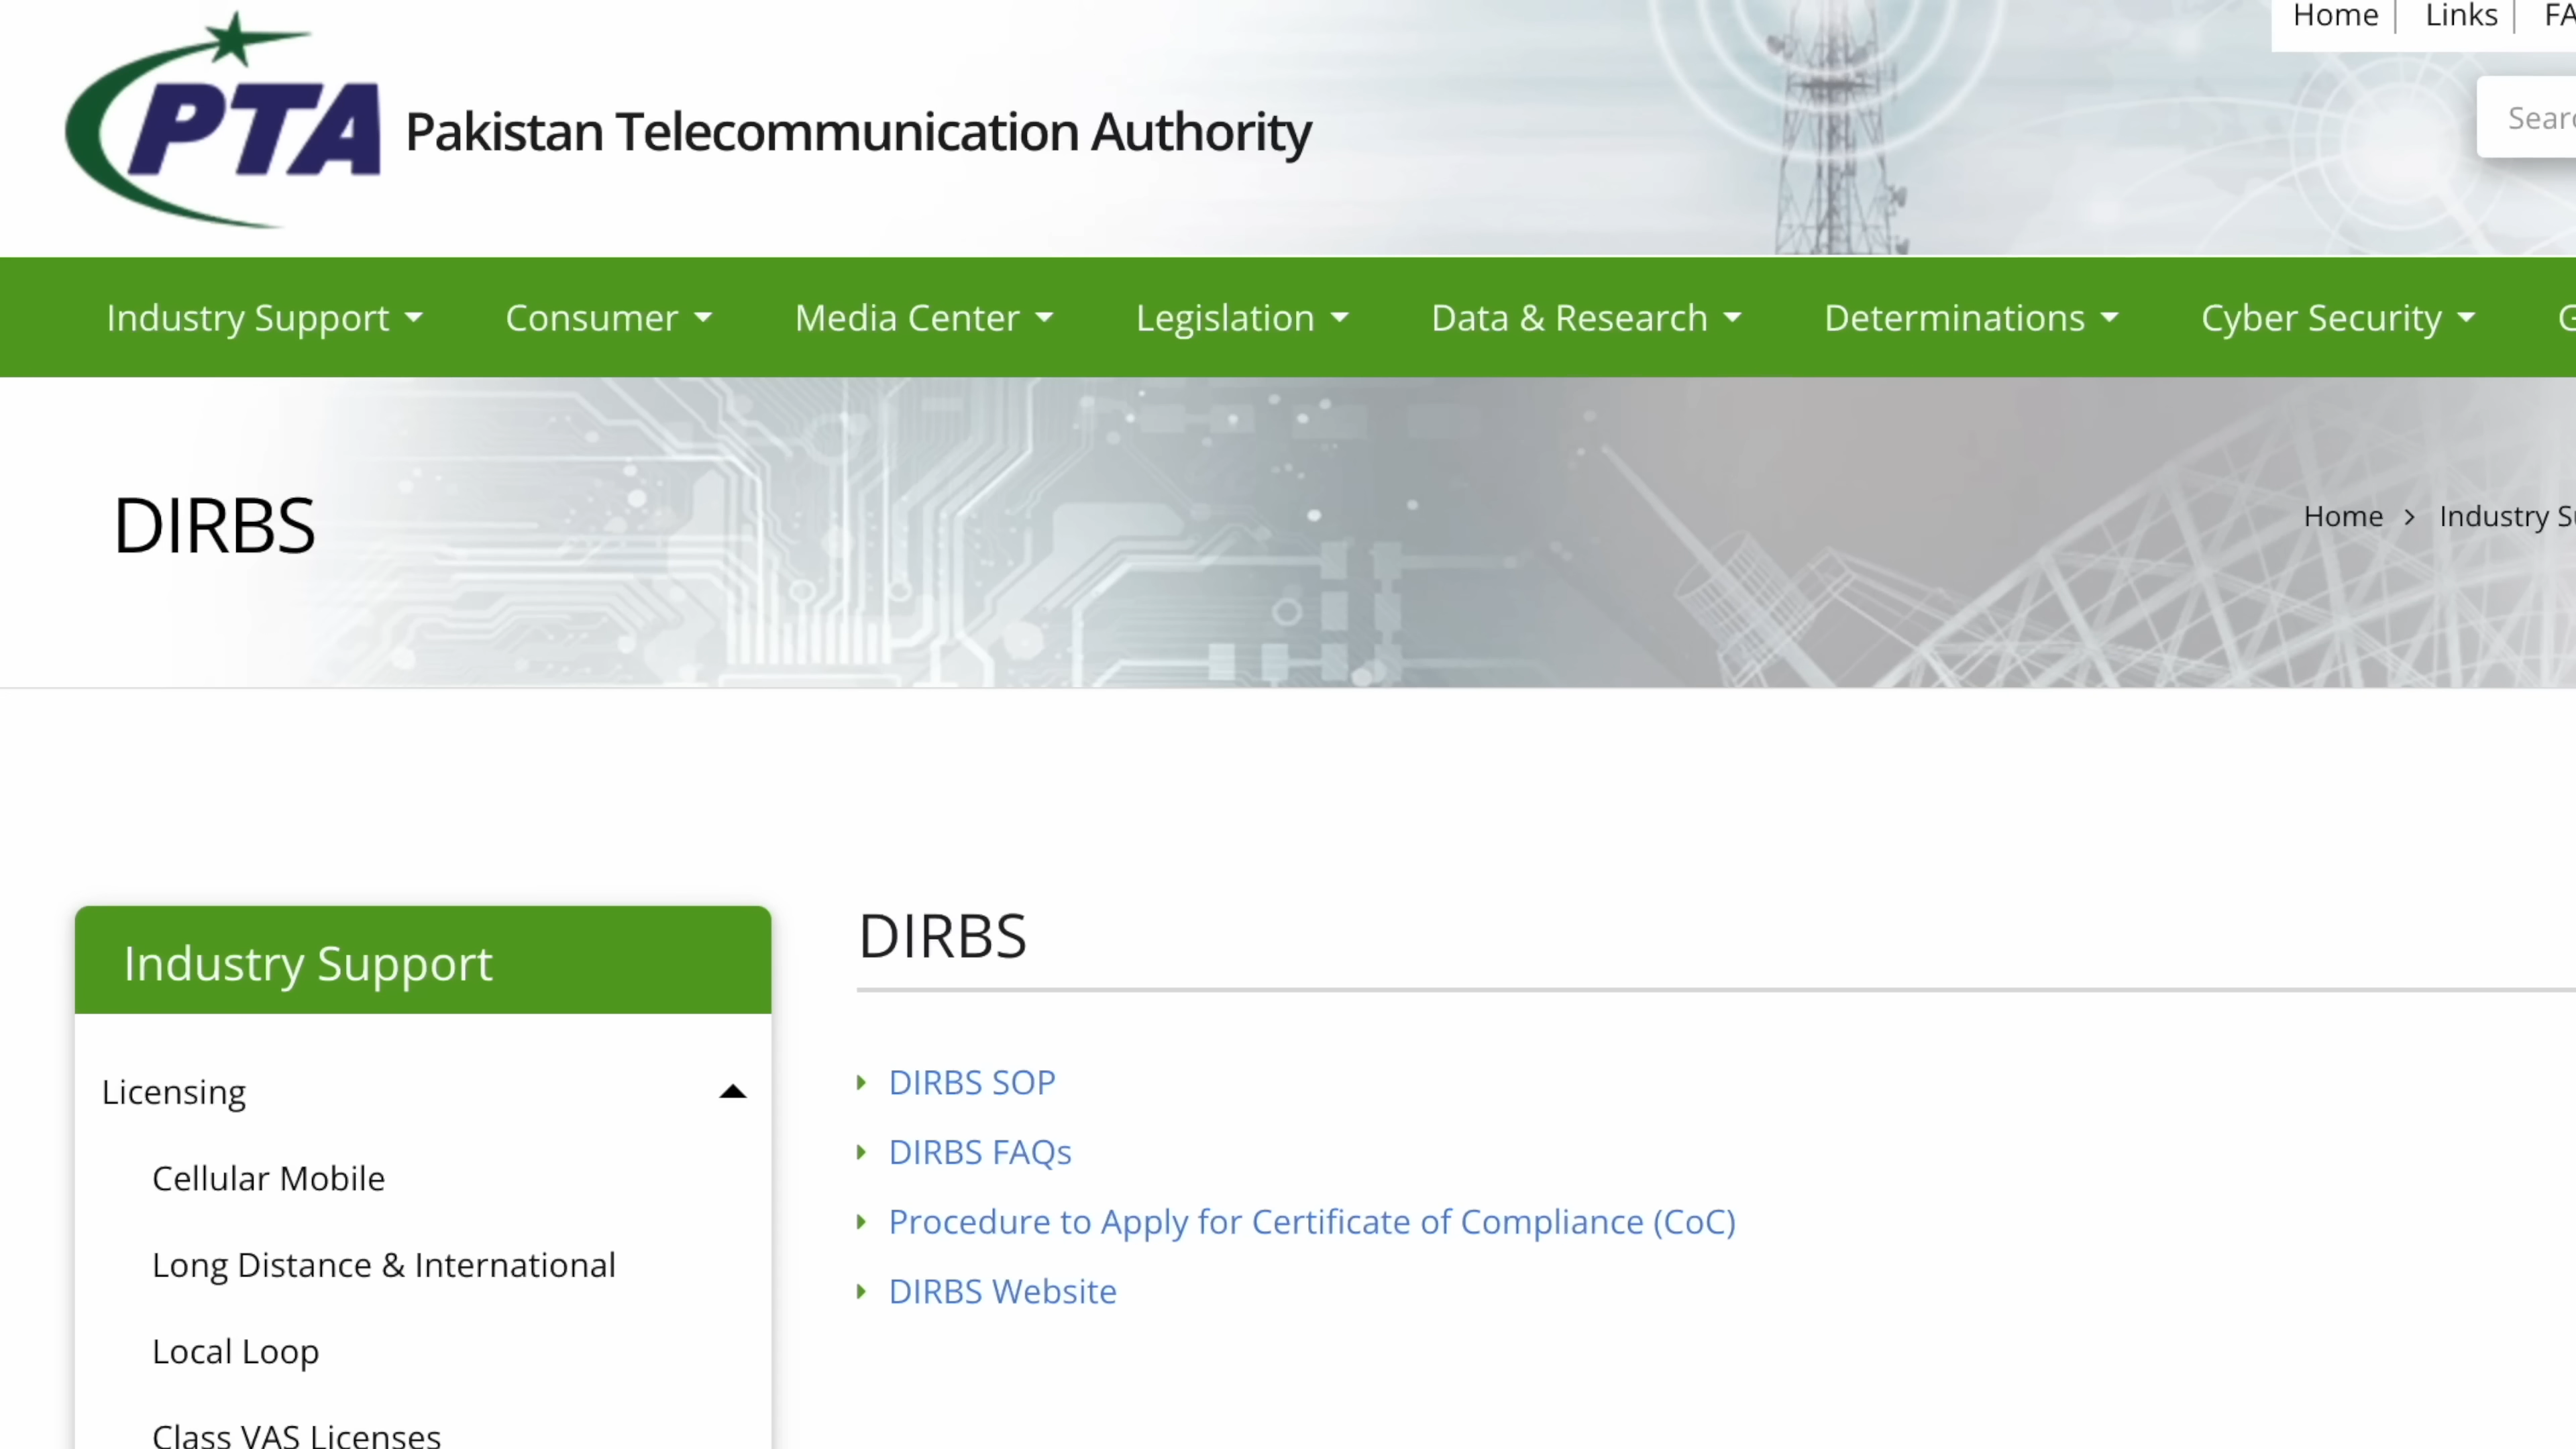 Home Links
PTA Pakistan Telecommunication Authority
Industry Support Consumer Media Center Legislation Data & Research Determinations Cyber Security
DIRBS
Home > Industry
Industry Support
DIRBS
Licensing
Cellular Mobile
Long Distance & International
Local Loop
Class VAS Licenses
DIRBS SOP
DIRBS FAQs
Procedure to Apply for Certificate of Compliance (CoC)
DIRBS Website